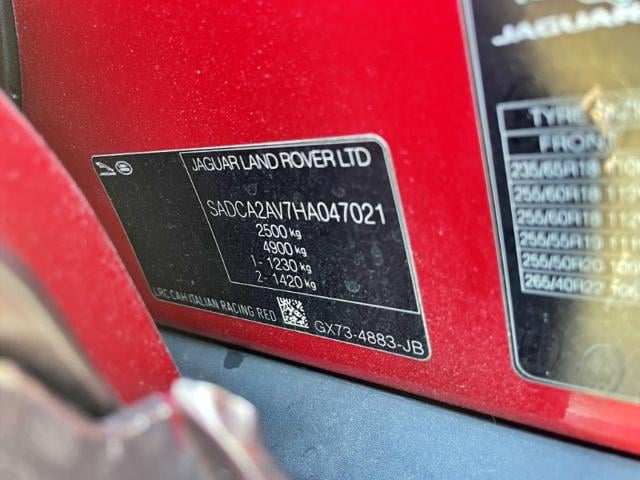 JAGUAR LAND ROVER LTD
SADCA2AV7HA047021
2500 kg
4900 kg
1- 1230 kg
2- 1420 kg
LRC CAH ITALIAN RACING RED
GX73-4883-JB
JAGUAR
TYRE
FRONT
235/65R18
255/60R18
255/60R18
255/55R19
255/50R20
265/40R22